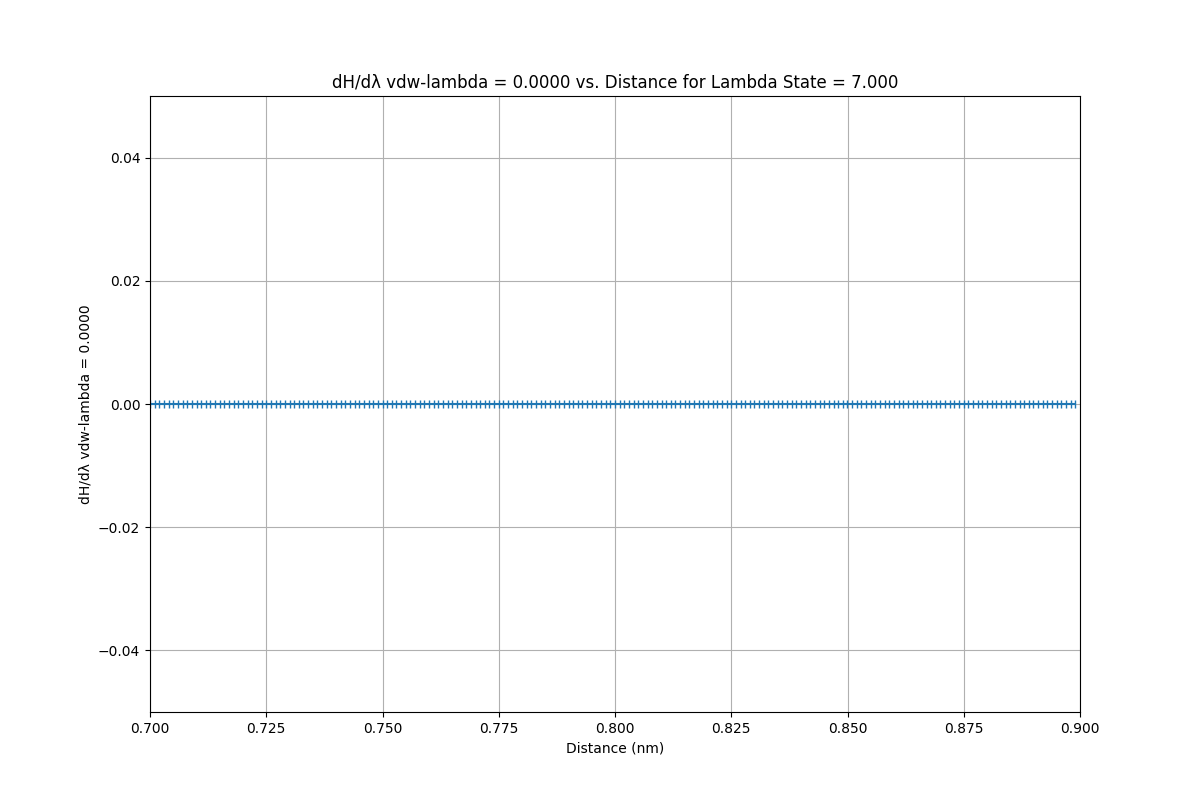 dH/dλ vdw-lambda = 0.0000 vs. Distance for Lambda State = 7.000
dH/dλ vdw-lambda = 0.0000
0.04
0.02
0.00
−0.02
−0.04
0.700 0.725 0.750 0.775 0.800 0.825 0.850 0.875 0.900
Distance (nm)